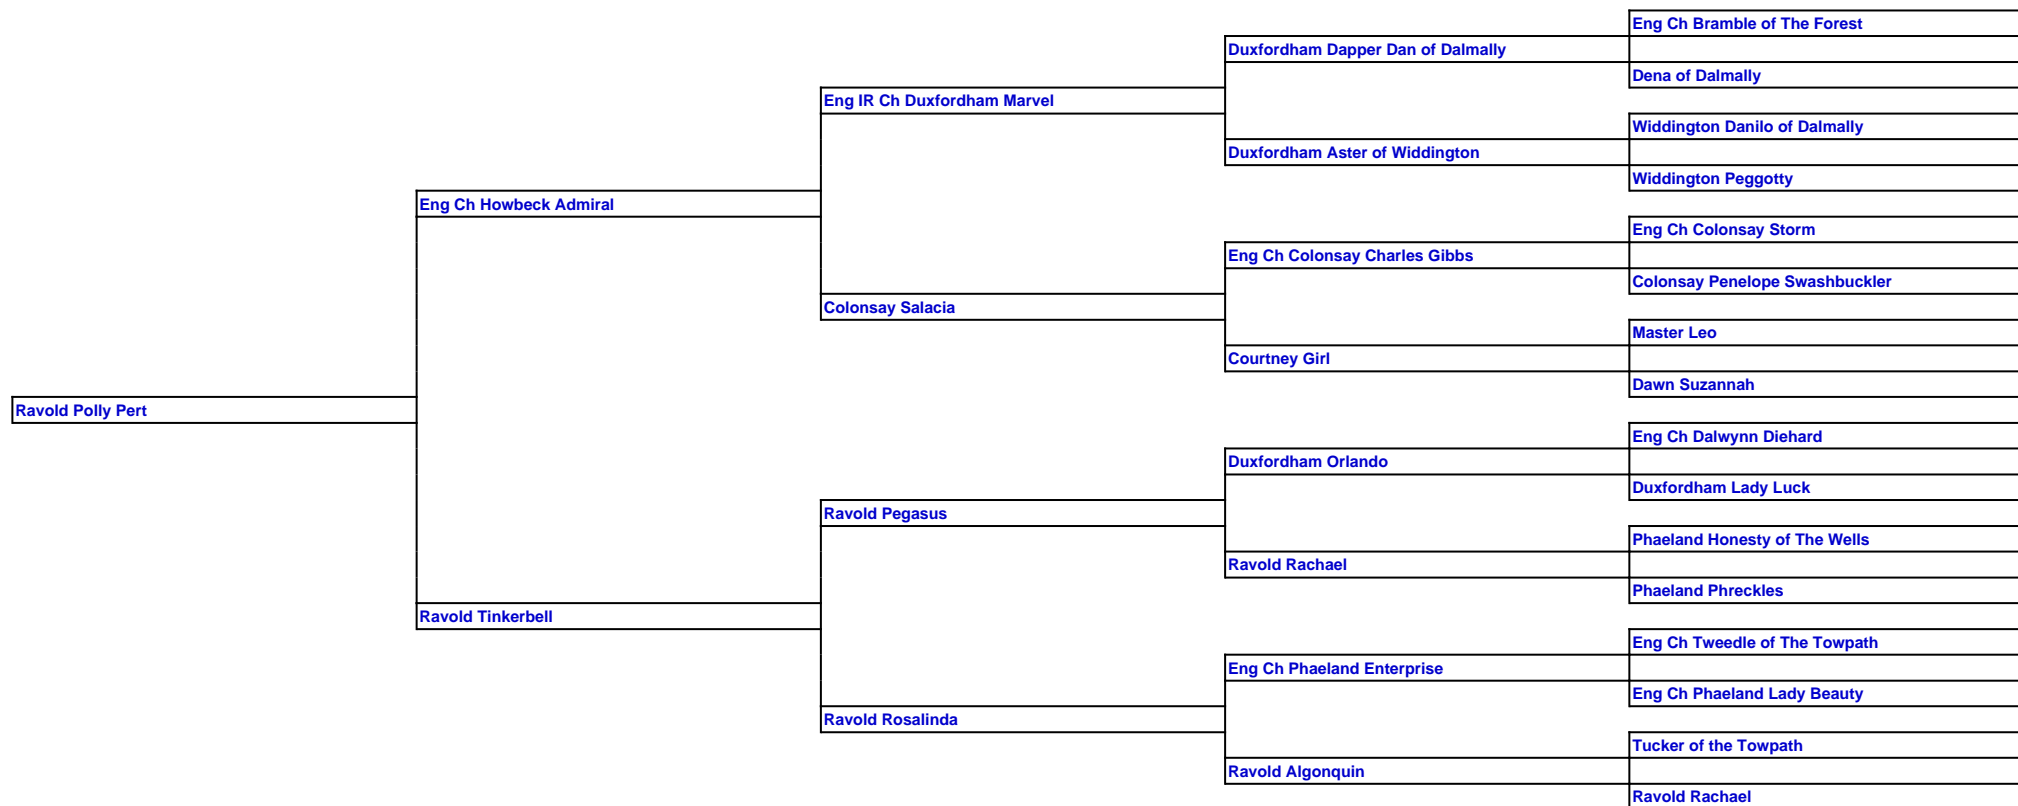 Eng Ch Bramble of The Forest
Duxfordham Dapper Dan of Dalmally
Dena of Dalmally
Eng IR Ch Duxfordham Marvel
Widdington Danilo of Dalmally
Duxfordham Aster of Widdington
Widdington Peggotty
Eng Ch Howbeck Admiral
Eng Ch Colonsay Storm
Eng Ch Colonsay Charles Gibbs
Colonsay Penelope Swashbuckler
Colonsay Salacia
Master Leo
Courtney Girl
Dawn Suzannah
Ravold Polly Pert
Eng Ch Dalwynn Diehard
Duxfordham Orlando
Duxfordham Lady Luck
Ravold Pegasus
Phaeland Honesty of The Wells
Ravold Rachael
Phaeland Phreckles
Ravold Tinkerbell
Eng Ch Tweedle of The Towpath
Eng Ch Phaeland Enterprise
Eng Ch Phaeland Lady Beauty
Ravold Rosalinda
Tucker of the Towpath
Ravold Algonquin
Ravold Rachael